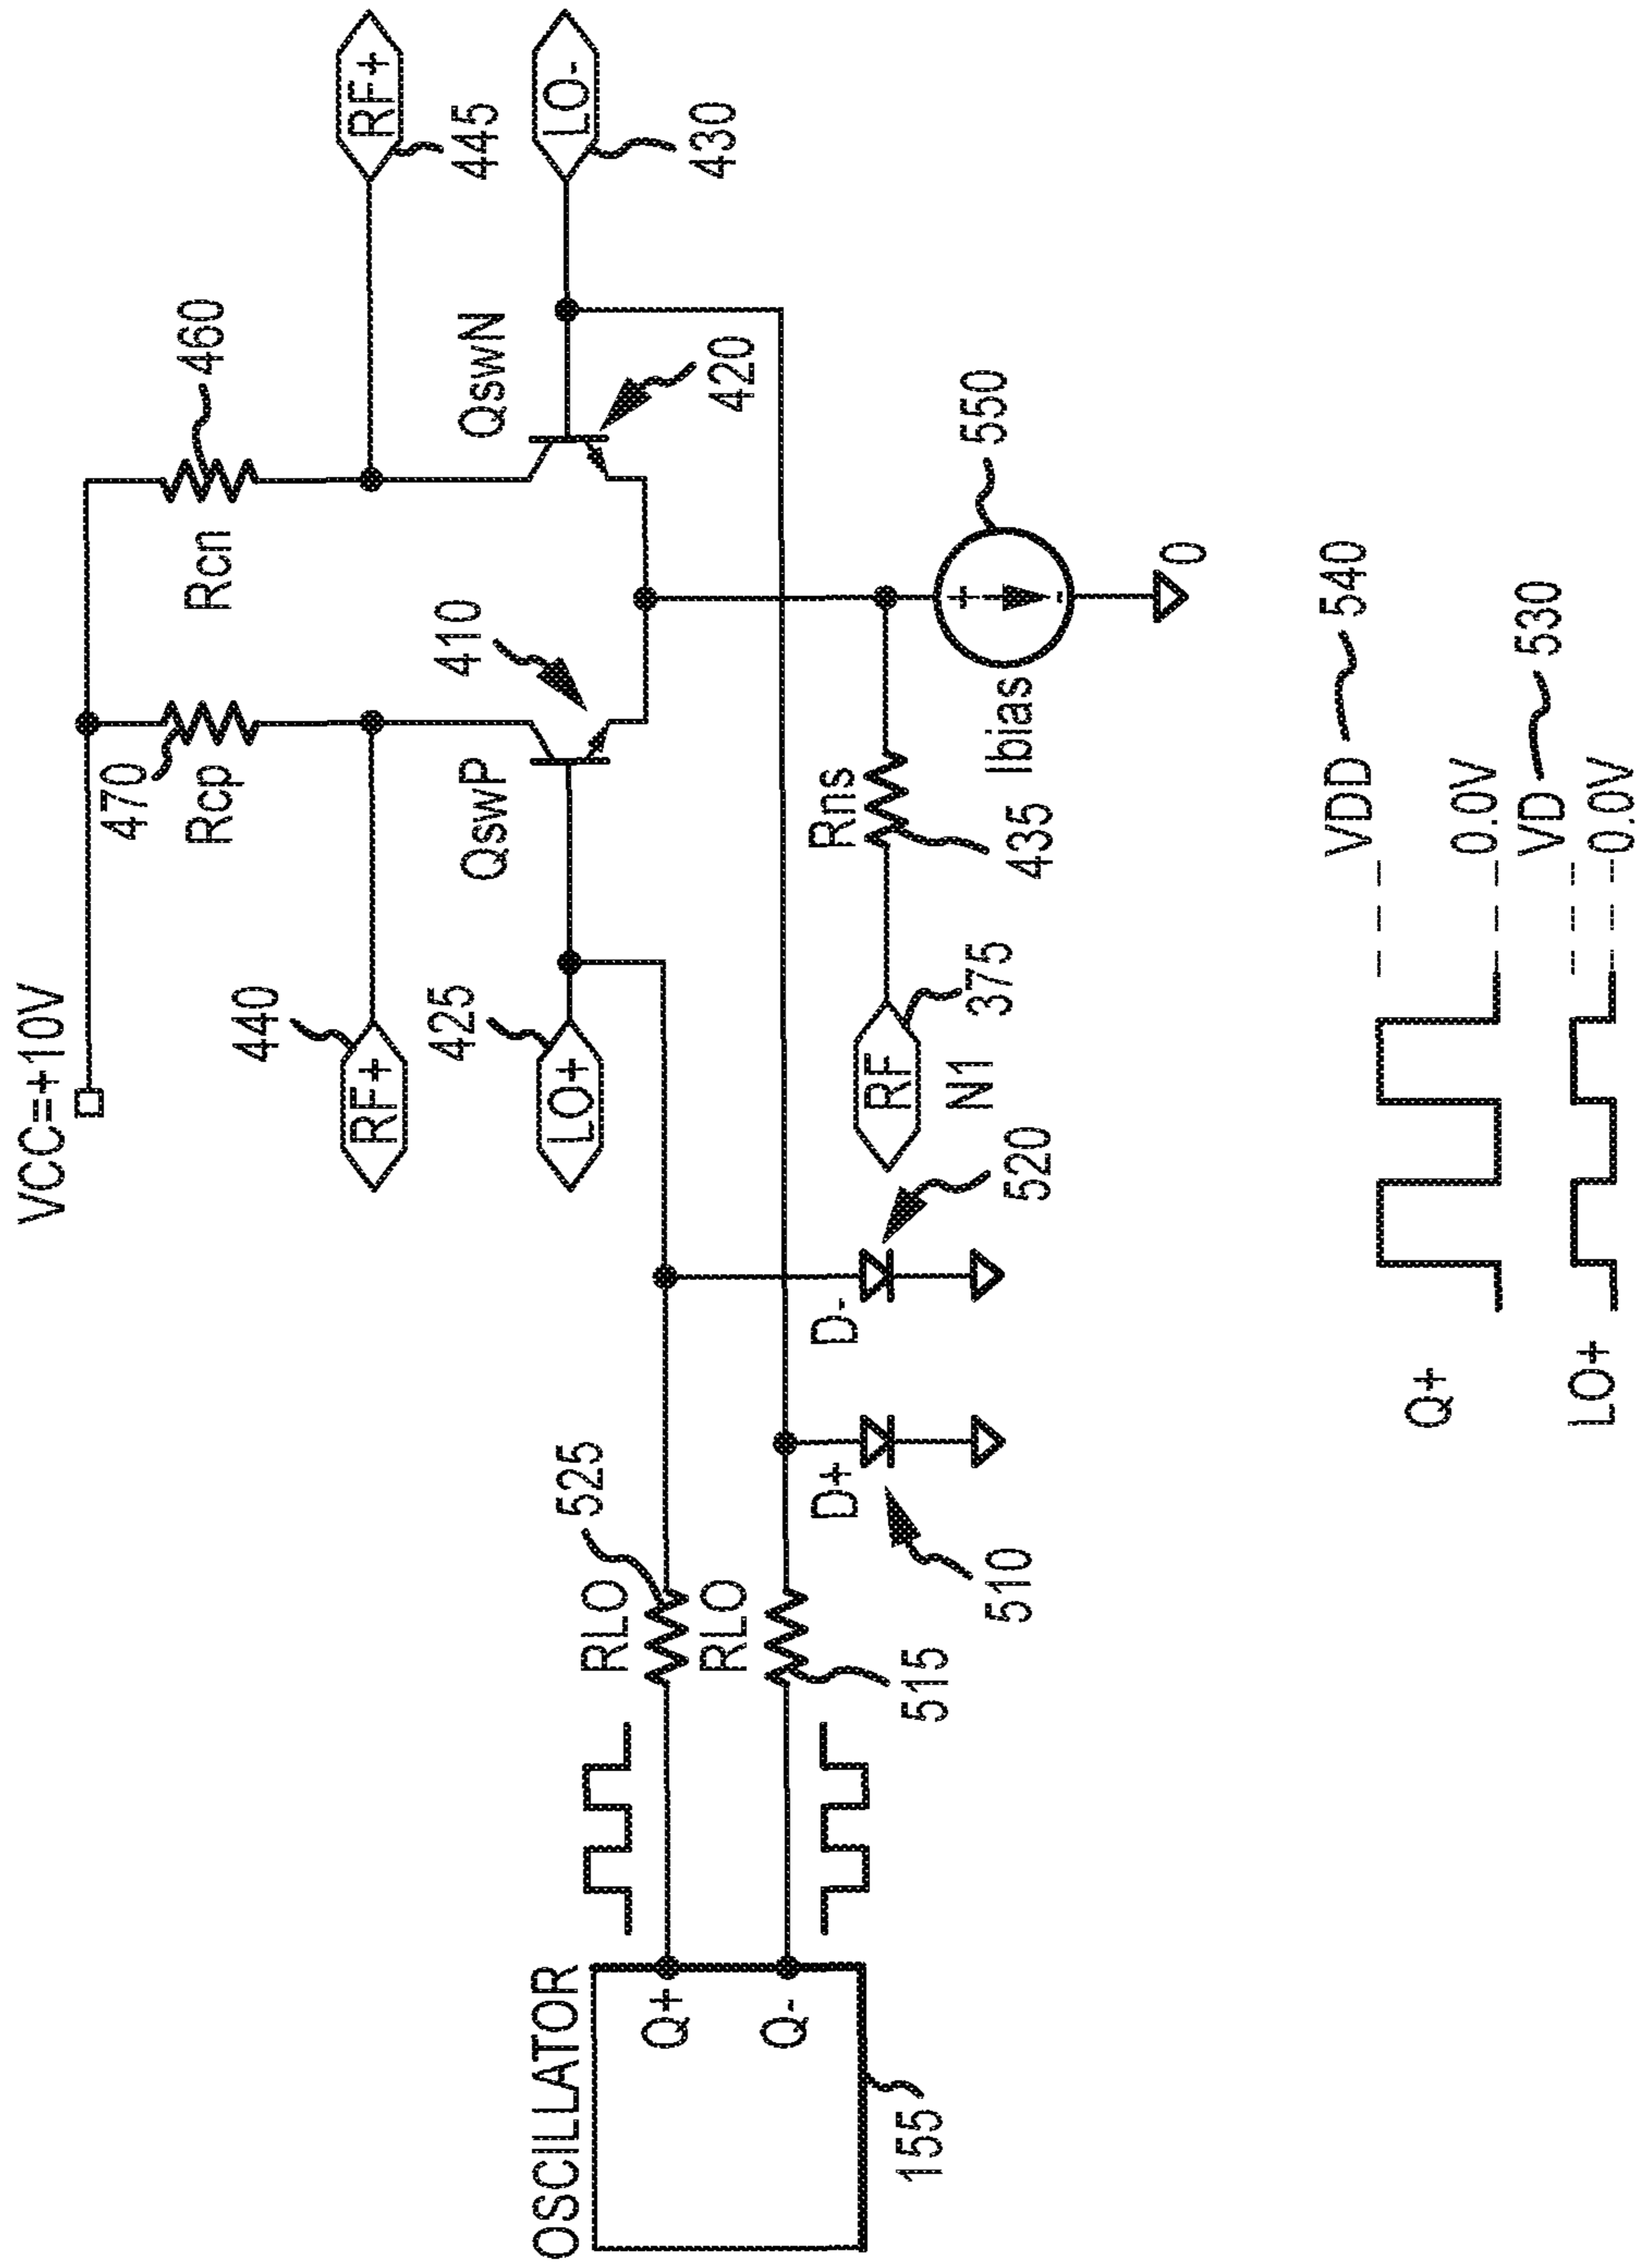 VCC=+10V
470
Rcp
Rcn
460
440
RF+
RF+
445
425
LO+
QswP
410
QswN
420
LO-
430
OSCILLATOR
Q+
Q-
155
RLO
525
RLO
515
D+
510
D-
520
RF
N1
375
Rns
435
Ibias
+
-
550
0
Q+
VDD
540
0.0V
LO+
VD
530
0.0V